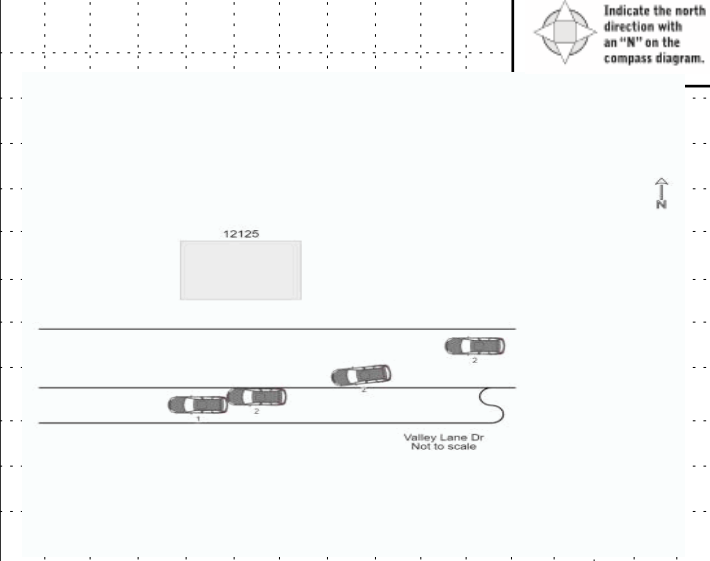 Indicate the north
direction with
an “N” on the
compass diagram.
N
12125
2
2
2
1
Valley Lane Dr
Not to scale